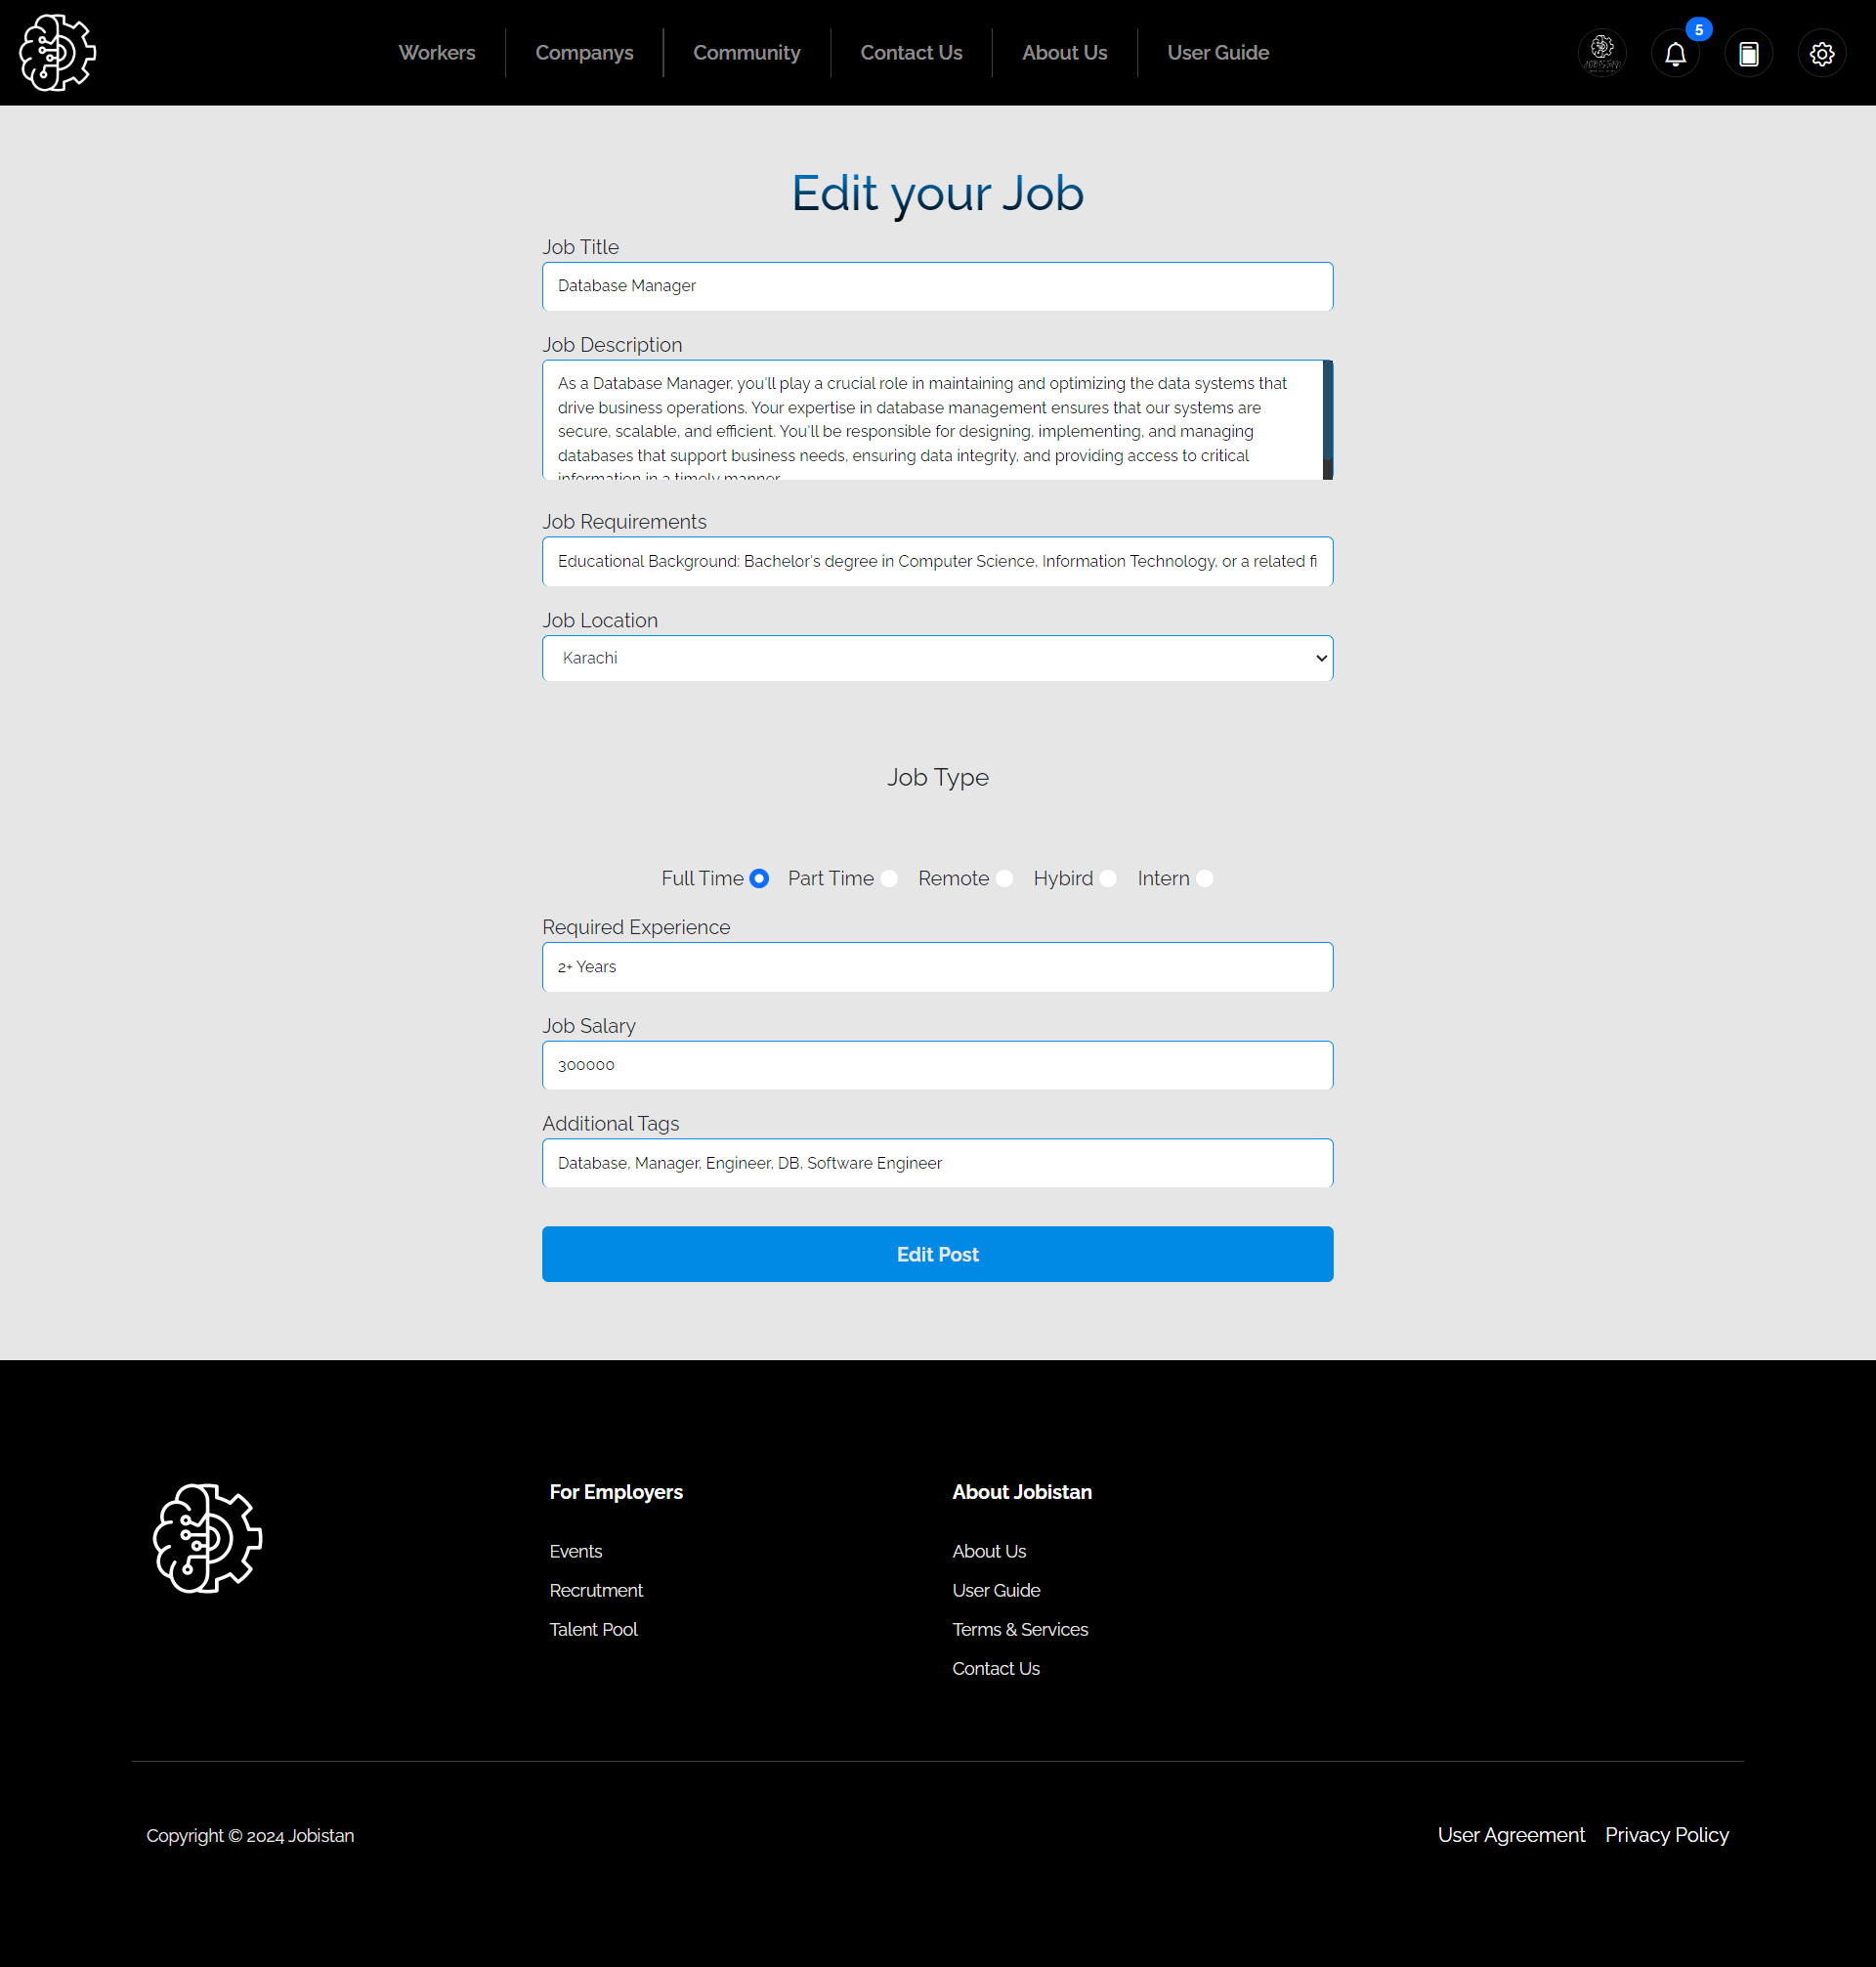 Workers
Companys
Community
Contact Us
About Us
User Guide
JOBISTAN
5
Edit your Job
Job Title
Database Manager
Job Description
As a Database Manager, you'll play a crucial role in maintaining and optimizing the data systems that
drive business operations. Your expertise in database management ensures that our systems are
secure, scalable, and efficient. You'll be responsible for designing, implementing, and managing
databases that support business needs, ensuring data integrity, and providing access to critical
information in a timely manner
Job Requirements
Educational Background: Bachelor's degree in Computer Science, Information Technology, or a related fi
Job Location
Karachi
Job Type
Full Time
Part Time
Remote
Hybird
Intern
Required Experience
2+ Years
Job Salary
300000
Additional Tags
Database, Manager, Engineer, DB, Software Engineer
Edit Post
For Employers
Events
Recrutment
Talent Pool
About Jobistan
About Us
User Guide
Terms & Services
Contact Us
Copyright © 2024 Jobistan
User Agreement
Privacy Policy